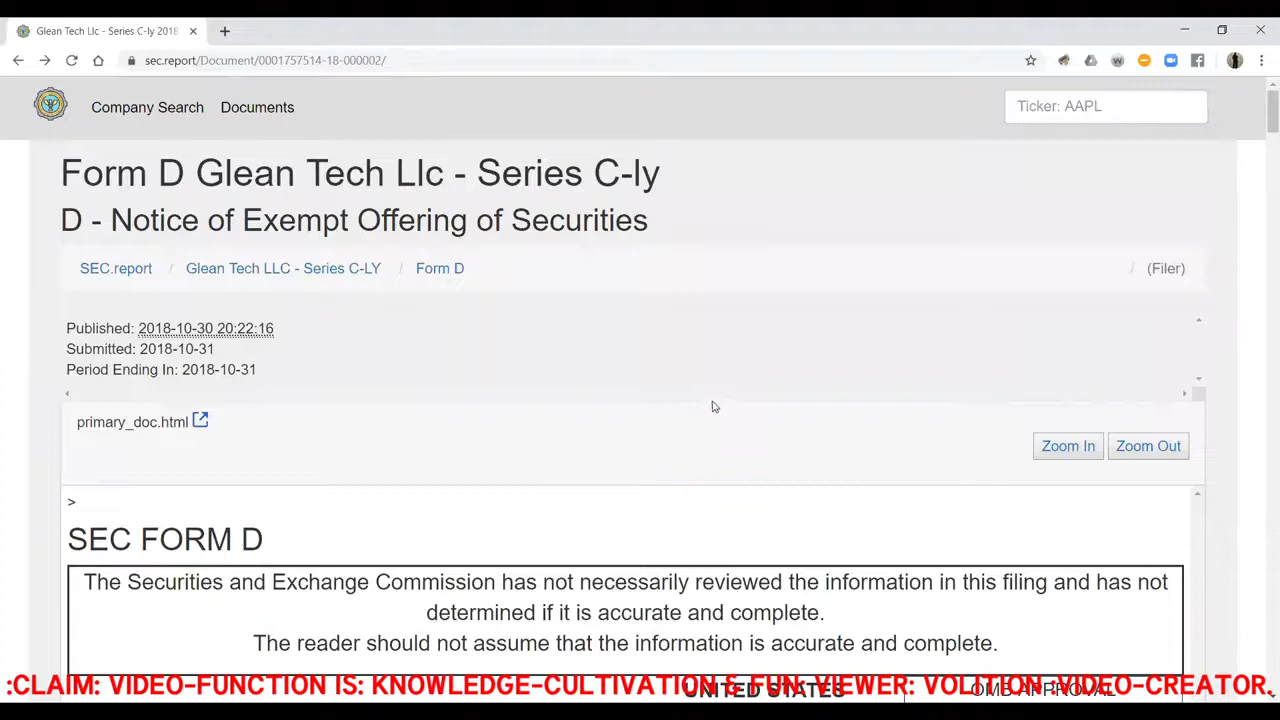 Glean Tech Llc - Series C-ly 2018
sec.report/Document/0001757514-18-000002/
Company Search Documents Ticker: AAPL
Form D Glean Tech Llc - Series C-ly
D - Notice of Exempt Offering of Securities
SEC.report / Glean Tech LLC - Series C-LY / Form D / (Filer)
Published: 2018-10-30 20:22:16
Submitted: 2018-10-31
Period Ending In: 2018-10-31
primary_doc.html
Zoom In Zoom Out
>
SEC FORM D
The Securities and Exchange Commission has not necessarily reviewed the information in this filing and has not
determined if it is accurate and complete.
The reader should not assume that the information is accurate and complete.
UNITED STATES OMB APPROVAL
:CLAIM: VIDEO-FUNCTION IS: KNOWLEDGE-CULTIVATION & FUN: VIEWER: VOLITION :VIDEO-CREATOR.